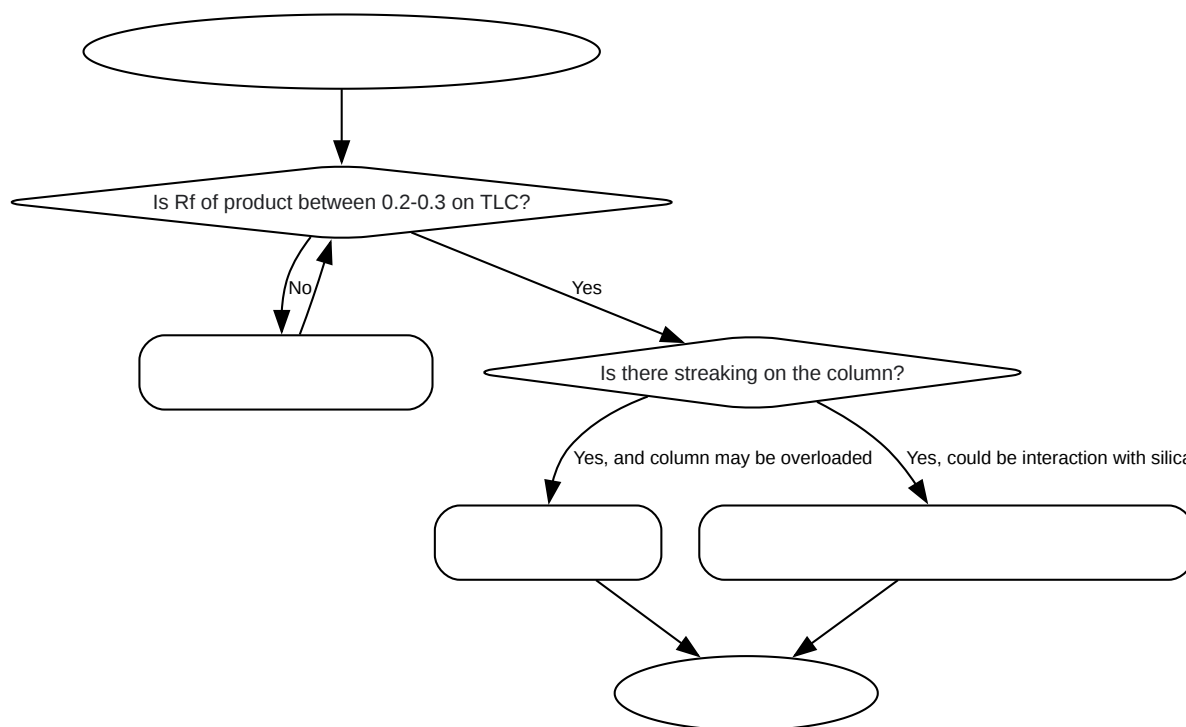 Is Rf of product between 0.2-0.3 on TLC?
No
Yes
Is there streaking on the column?
Yes, and column may be overloaded
Yes, could be interaction with silica